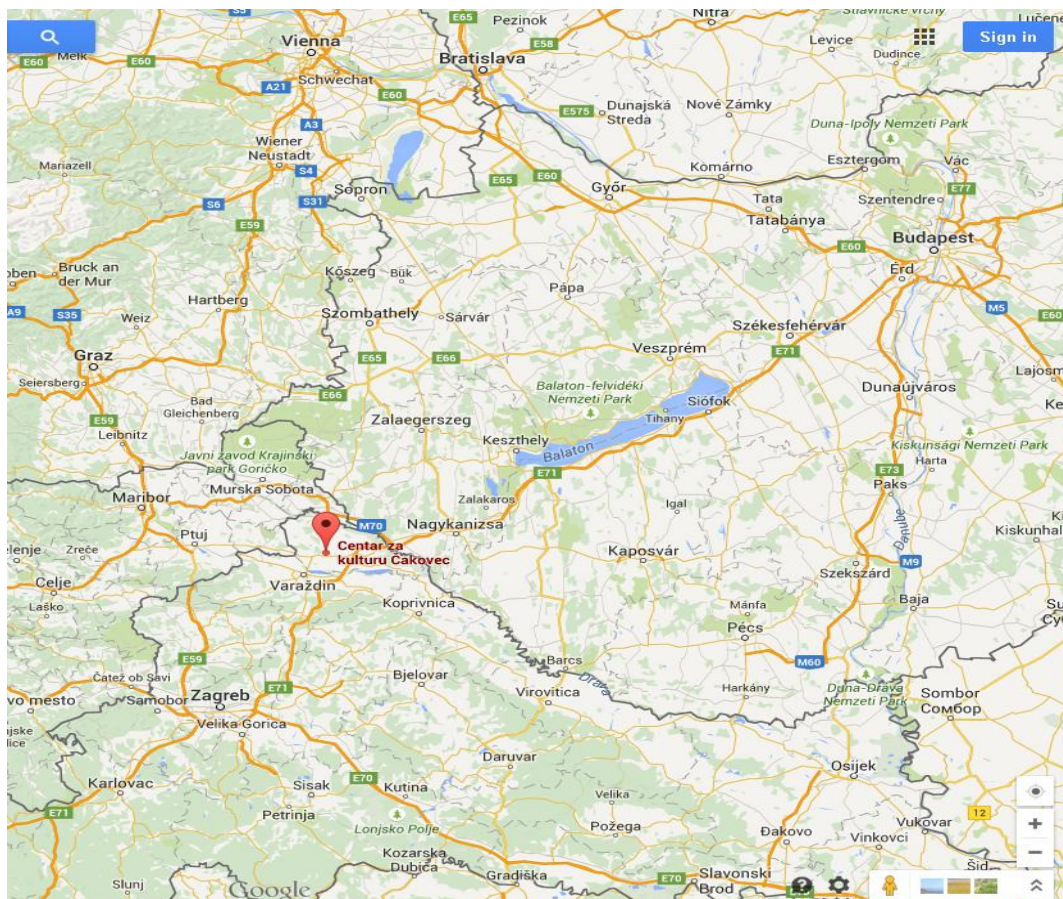 S5
E65
Pezinok
Nitra
Štiavnické vrchy
Vienna
E58
Levice
Sign in
E60
Melk
E60
Bratislava
Dudince
Schwechat
A21
E60
E575
Dunajská
Streda
Nové Zámky
A3
Duna-Ipoly Nemzeti Park
Wiener
Neustadt
Mariazell
S4
E65
E60
Komárno
Esztergom
Vác
Sopron
Győr
E77
S6
S31
Tata
Szentendre
E59
Tatabánya
E60
Budapest
Bruck an
der Mur
Kőszeg
Bük
Érd
Pápa
Hartberg
M5
A9
S35
Weiz
Szombathely
Sárvár
E60
Székesfehérvár
Graz
E65
E66
Veszprém
E71
Seiersberg
Balaton-felvidéki
Nemzeti Park
Dunaújváros
Bad
Gleichenberg
E66
Siófok
E59
Zalaegerszeg
Tihany
Leibnitz
Keszthely
Balaton
Kiskunsági Nemzeti Park
Javni zavod Krajinski
park Goričko
E71
E73
Harta
Murska Sobota
Paks
Maribor
Zalakaros
Igal
Danube
M70
Nagykanizsa
Ptuj
Centar za
kulturu Čakovec
Kaposvár
Zreče
M9
Celje
Varaždin
Szekszárd
Laško
Koprivnica
Mánfa
Baja
Pécs
E59
Barcs
M60
Čatež ob Savi
E71
Bjelovar
Drava
Harkány
Duna-Dráva
Nemzeti Park
Zagreb
Virovitica
Sombor
Сомбор
Samobor
Velika Gorica
Daruvar
Osijek
Karlovac
E70
Sisak
Kutina
Velika
E71
Petrinja
Lonjsko Polje
Požega
12
Đakovo
Vukovar
Vinkovci
Kozarska
Dubica
Šid
Slunj
Google
Gradiška
E70
Slavonski
Brod